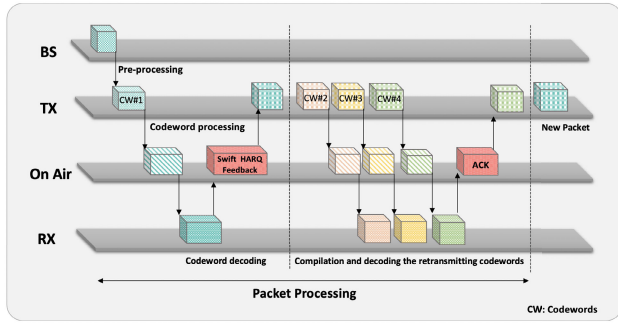 BS
Pre-processing
TX
CW#1
CW#2
CW#3
CW#4
Codeword processing
New Packet
On Air
Swift HARQ
Feedback
ACK
RX
Codeword decoding
Compilation and decoding the retransmitting codewords
Packet Processing
CW: Codewords